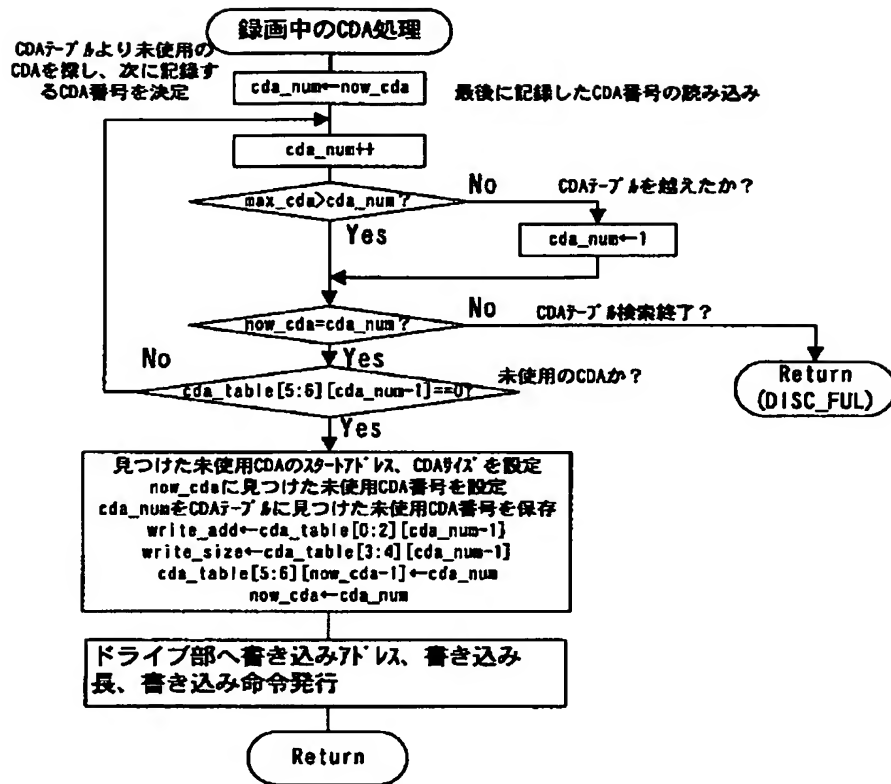 録画中のCDA処理
CDAﾃｰﾌﾞﾙより未使用の
CDAを探し、次に記録す
るCDA番号を決定
cda_num←now_cda
最後に記録したCDA番号の読み込み
cda_num++
max_cda>cda_num?
No
CDAﾃｰﾌﾞﾙを越えたか?
Yes
cda_num←1
now_cda=cda_num?
No
CDAﾃｰﾌﾞﾙ検索終了?
No
Yes
cda_table[5:6][cda_num-1]==0?
未使用のCDAか?
Return
(DISC_FUL)
Yes
見つけた未使用CDAのｽﾀｰﾄｱﾄﾞﾚｽ、CDAｻｲｽﾞを設定
now_cdaに見つけた未使用CDA番号を設定
cda_numをCDAﾃｰﾌﾞﾙに見つけた未使用CDA番号を保存
write_add←cda_table[0:2][cda_num-1}
write_size←cda_table[3:4][cda_num-1}
cda_table[5:6][now_cda-1]←cda_num
now_cda←cda_num
ドライブ部へ書き込みｱﾄﾞﾚｽ、書き込み
長、書き込み命令発行
Return